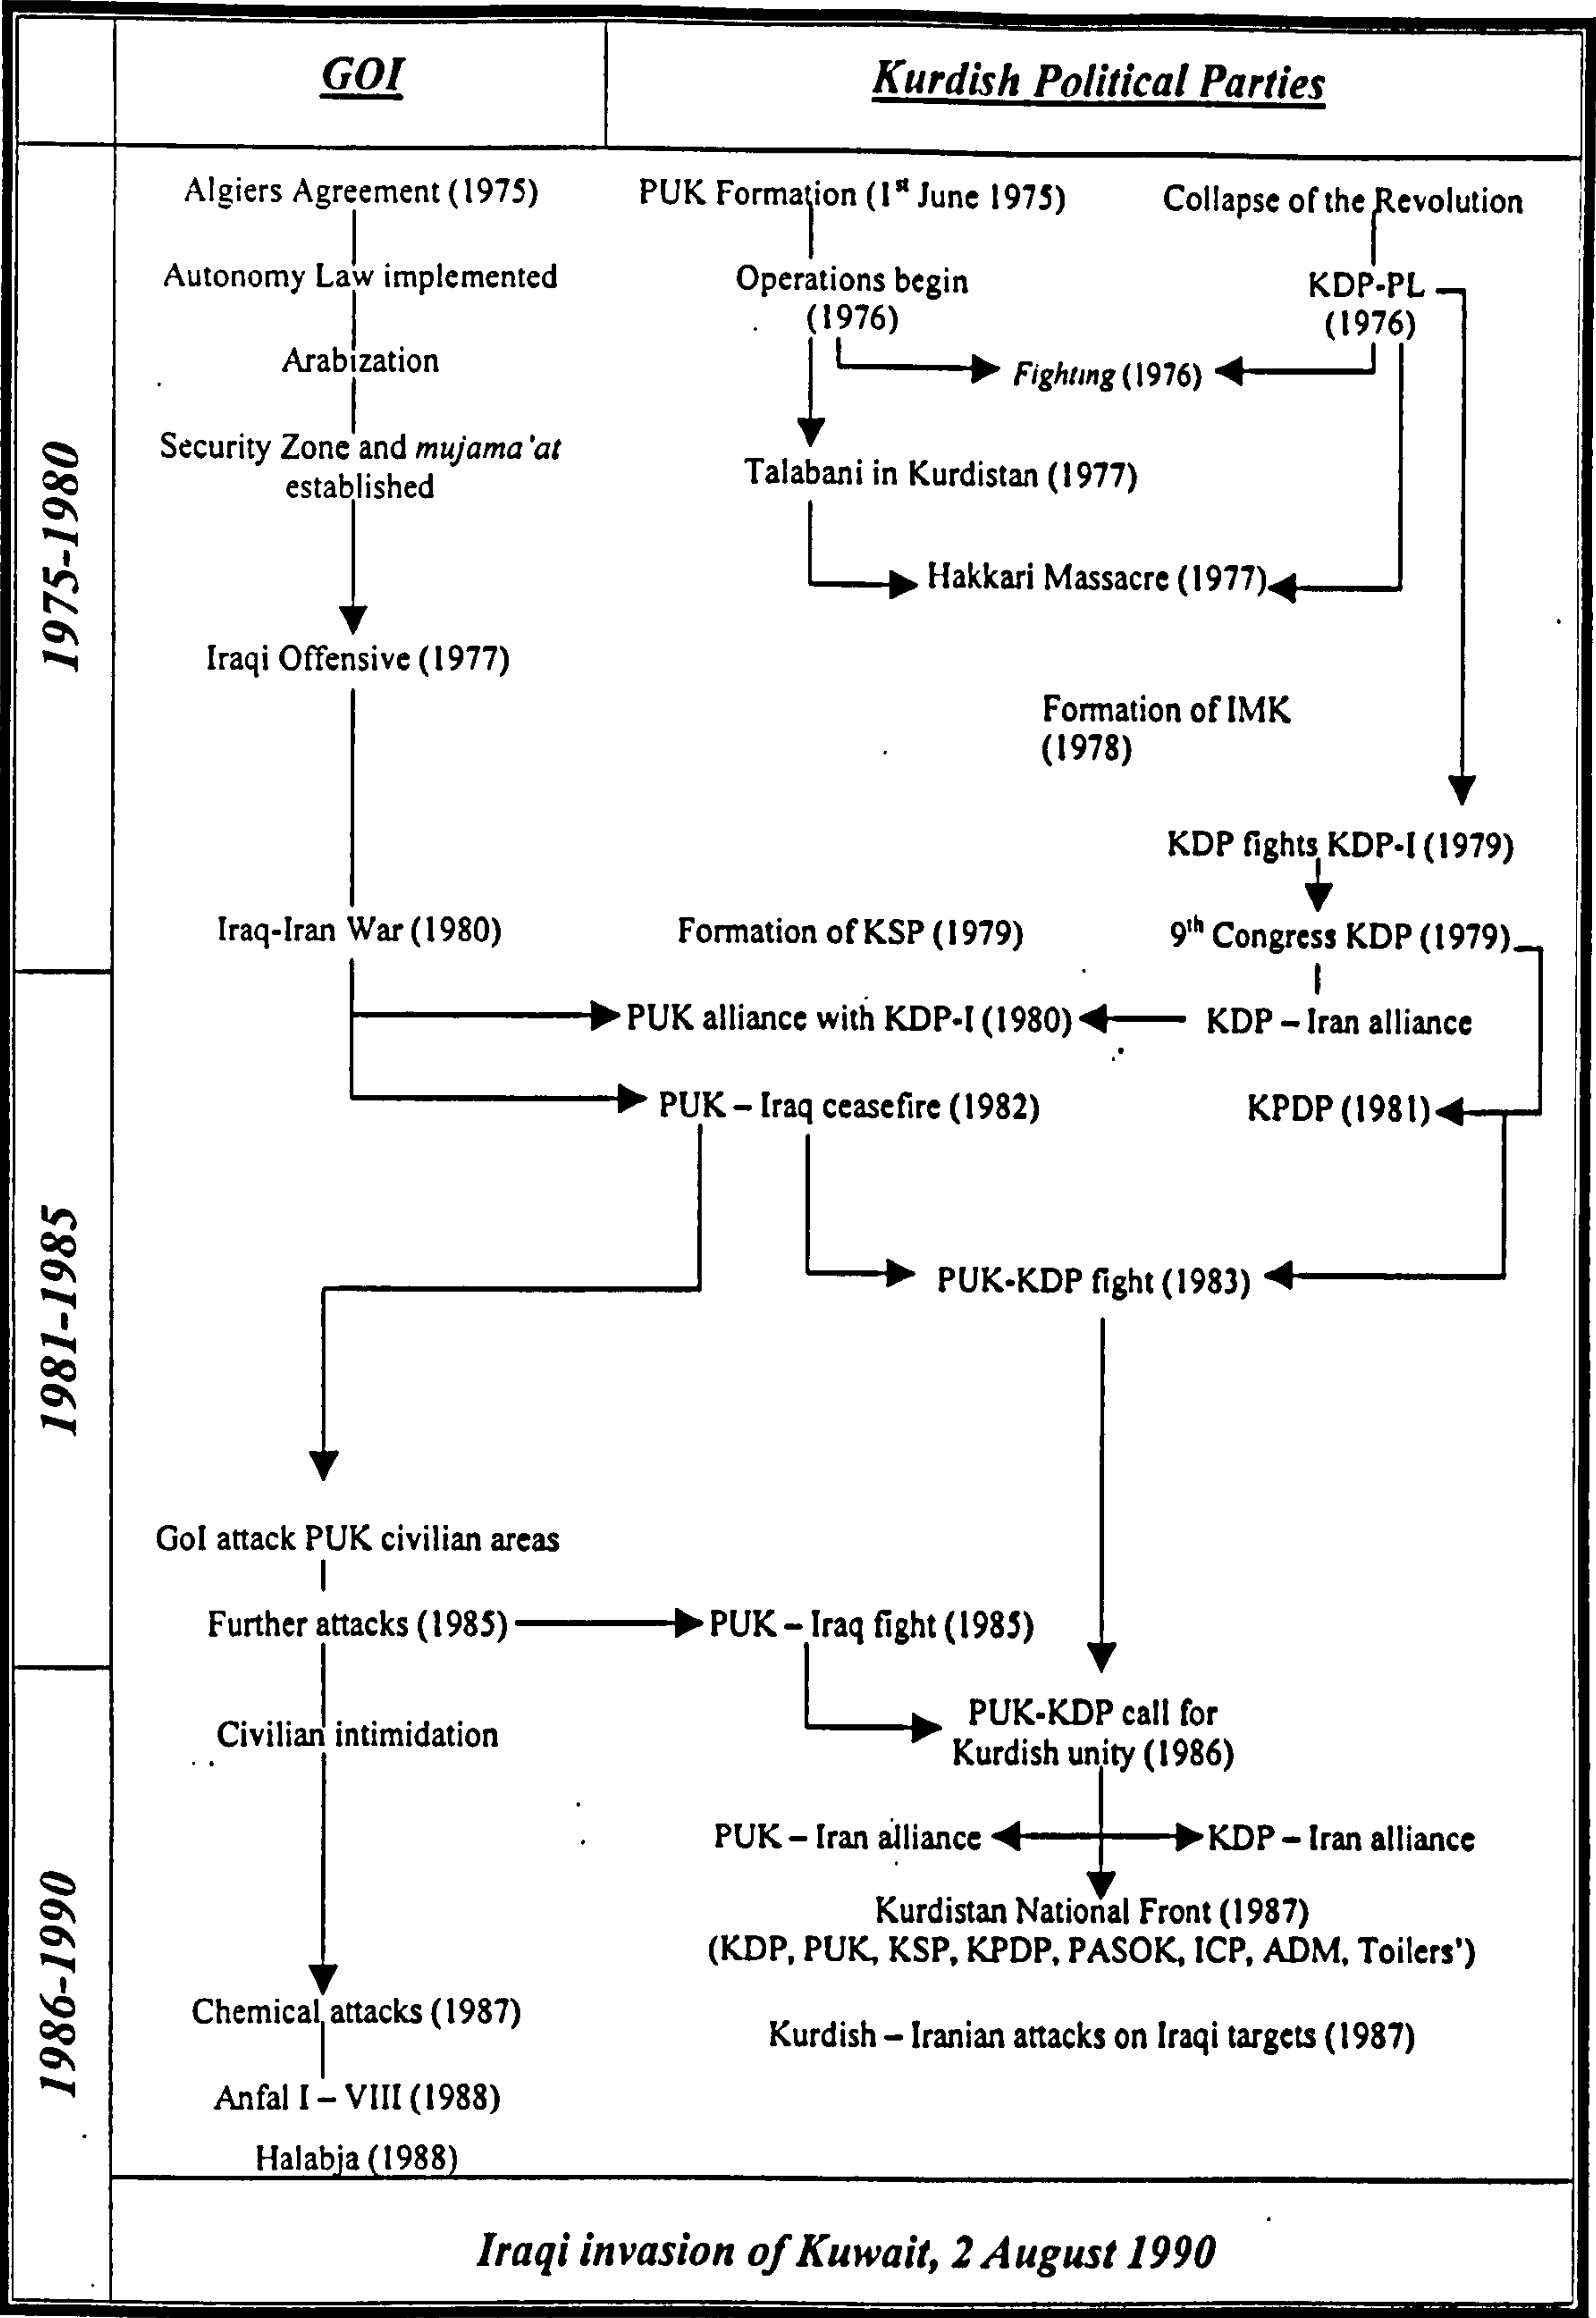 GOI
Kurdish Political Parties
1975-1980
Algiers Agreement (1975)
PUK Formation (1st June 1975)
Collapse of the Revolution
Autonomy Law implemented
Operations begin
(1976)
KDP-PL
(1976)
Arabization
Fighting (1976)
Security Zone and mujama'at
established
Talabani in Kurdistan (1977)
Hakkari Massacre (1977)
Iraqi Offensive (1977)
Formation of IMK
(1978)
KDP fights KDP-I (1979)
Iraq-Iran War (1980)
Formation of KSP (1979)
9th Congress KDP (1979)
1981-1985
PUK alliance with KDP-I (1980)
KDP – Iran alliance
PUK – Iraq ceasefire (1982)
KPDP (1981)
PUK-KDP fight (1983)
GoI attack PUK civilian areas
Further attacks (1985)
PUK – Iraq fight (1985)
1986-1990
Civilian intimidation
PUK-KDP call for
Kurdish unity (1986)
PUK – Iran alliance
KDP – Iran alliance
Kurdistan National Front (1987)
(KDP, PUK, KSP, KPDP, PASOK, ICP, ADM, Toilers')
Chemical attacks (1987)
Kurdish – Iranian attacks on Iraqi targets (1987)
Anfal I – VIII (1988)
Halabja (1988)
Iraqi invasion of Kuwait, 2 August 1990